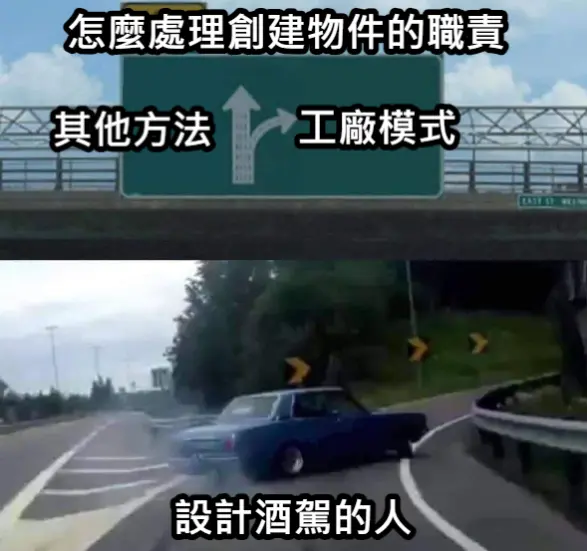 怎麼處理創建物件的職責
其他方法
工廠模式
設計酒駕的人